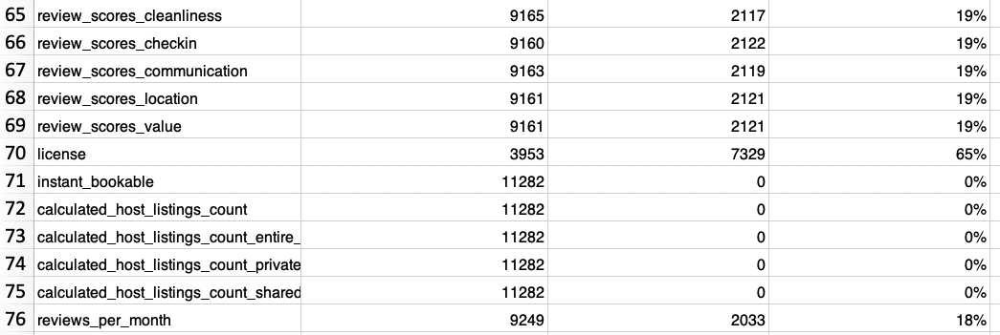 65 review_scores_cleanliness 9165 2117 19%
66 review_scores_checkin 9160 2122 19%
67 review_scores_communication 9163 2119 19%
68 review_scores_location 9161 2121 19%
69 review_scores_value 9161 2121 19%
70 license 3953 7329 65%
71 instant_bookable 11282 0 0%
72 calculated_host_listings_count 11282 0 0%
73 calculated_host_listings_count_entire_ 11282 0 0%
74 calculated_host_listings_count_private 11282 0 0%
75 calculated_host_listings_count_shared 11282 0 0%
76 reviews_per_month 9249 2033 18%